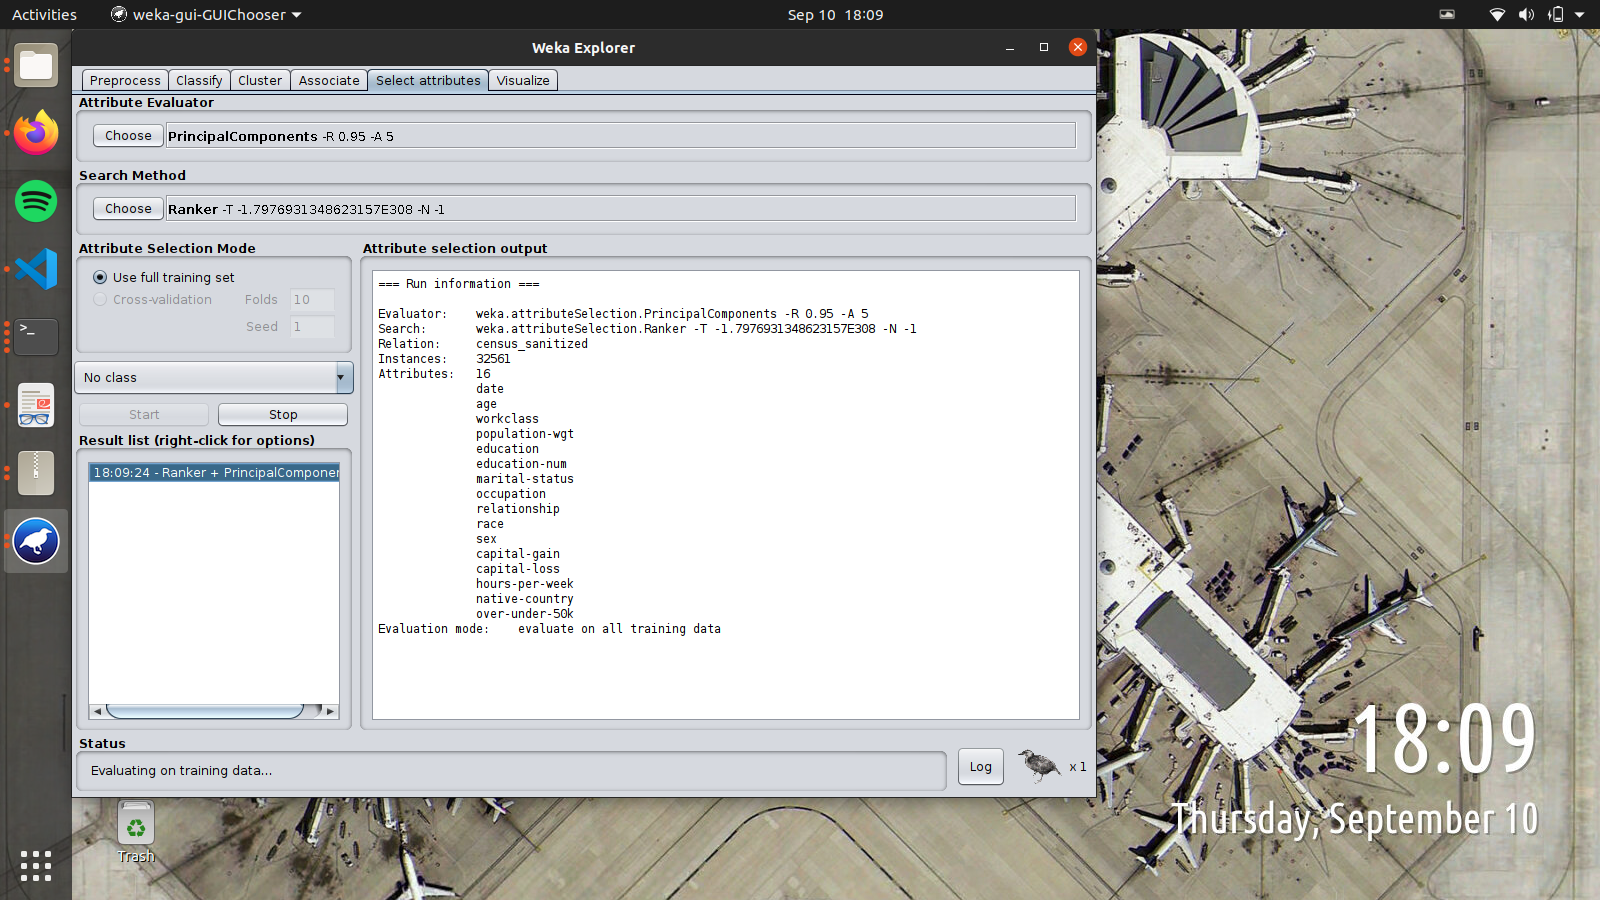 Activities
weka-gui-GUIChooser
Sep 10 18:09
Weka Explorer
Preprocess
Classify
Cluster
Associate
Select attributes
Visualize
Attribute Evaluator
Choose
PrincipalComponents -R 0.95 -A 5
Search Method
Choose
Ranker -T -1.7976931348623157E308 -N -1
Attribute Selection Mode
Use full training set
Cross-validation Folds 10
Seed 1
No class
Start
Stop
Result list (right-click for options)
18:09:24 - Ranker + PrincipalComponen
Attribute selection output
=== Run information ===
Evaluator: weka.attributeSelection.PrincipalComponents -R 0.95 -A 5
Search: weka.attributeSelection.Ranker -T -1.7976931348623157E308 -N -1
Relation: census_sanitized
Instances: 32561
Attributes: 16
date
age
workclass
population-wgt
education
education-num
marital-status
occupation
relationship
race
sex
capital-gain
capital-loss
hours-per-week
native-country
over-under-50k
Evaluation mode: evaluate on all training data
Status
Evaluating on training data...
Log
x 1
18:09
Thursday, September 10
Trash